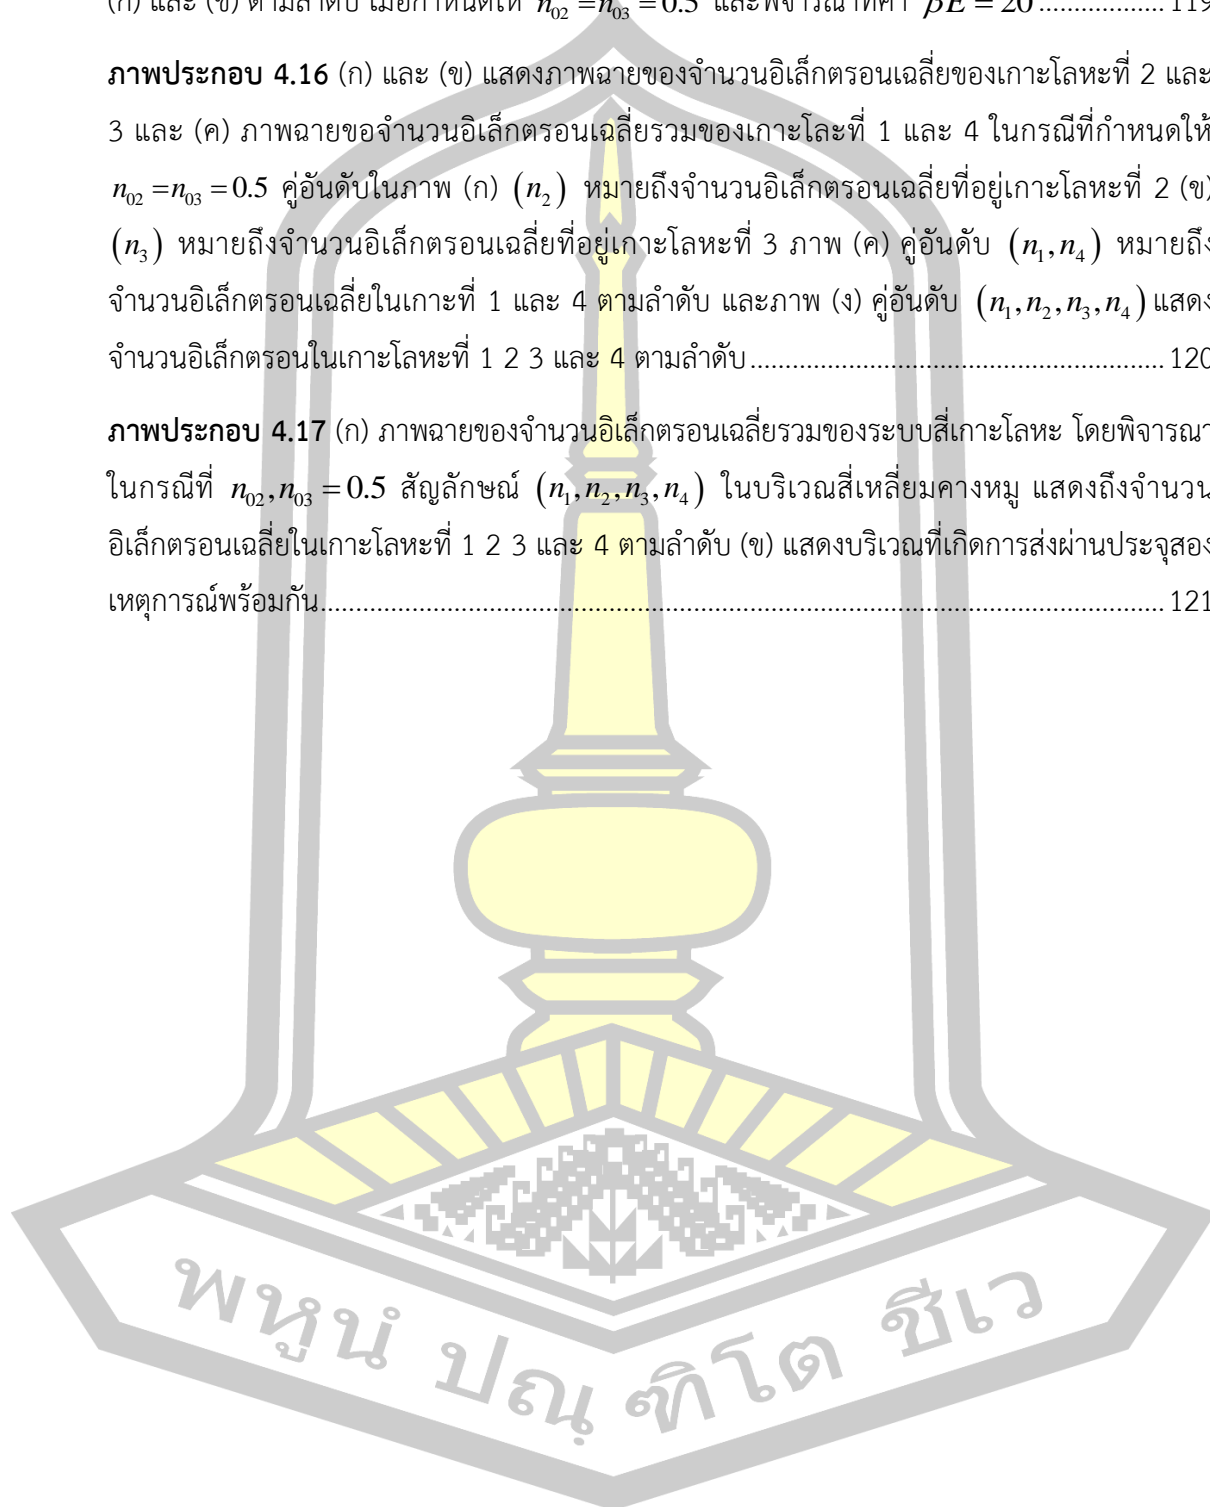 (ก) และ (ข) ตามลำดับ เมื่อกำหนดให้ n₀₂ = n₀₃ = 0.5 และพิจารณาที่ค่า βE = 20 .................. 119
ภาพประกอบ 4.16 (ก) และ (ข) แสดงภาพฉายของจำนวนอิเล็กตรอนเฉลี่ยของเกาะโลหะที่ 2 และ
3 และ (ค) ภาพฉายขอจำนวนอิเล็กตรอนเฉลี่ยรวมของเกาะโละที่ 1 และ 4 ในกรณีที่กำหนดให้
n₀₂ = n₀₃ = 0.5 คู่อันดับในภาพ (ก) (n₂) หมายถึงจำนวนอิเล็กตรอนเฉลี่ยที่อยู่เกาะโลหะที่ 2 (ข)
(n₃) หมายถึงจำนวนอิเล็กตรอนเฉลี่ยที่อยู่เกาะโลหะที่ 3 ภาพ (ค) คู่อันดับ (n₁, n₄) หมายถึง
จำนวนอิเล็กตรอนเฉลี่ยในเกาะที่ 1 และ 4 ตามลำดับ และภาพ (ง) คู่อันดับ (n₁, n₂, n₃, n₄) แสดง
จำนวนอิเล็กตรอนในเกาะโลหะที่ 1 2 3 และ 4 ตามลำดับ ........................................................... 120
ภาพประกอบ 4.17 (ก) ภาพฉายของจำนวนอิเล็กตรอนเฉลี่ยรวมของระบบสี่เกาะโลหะ โดยพิจารณา
ในกรณีที่ n₀₂, n₀₃ = 0.5 สัญลักษณ์ (n₁, n₂, n₃, n₄) ในบริเวณสี่เหลี่ยมคางหมู แสดงถึงจำนวน
อิเล็กตรอนเฉลี่ยในเกาะโลหะที่ 1 2 3 และ 4 ตามลำดับ (ข) แสดงบริเวณที่เกิดการส่งผ่านประจุสอง
เหตุการณ์พร้อมกัน ......................................................................................................................... 121
พหูนํ ปณฺฑิโต ชีเว